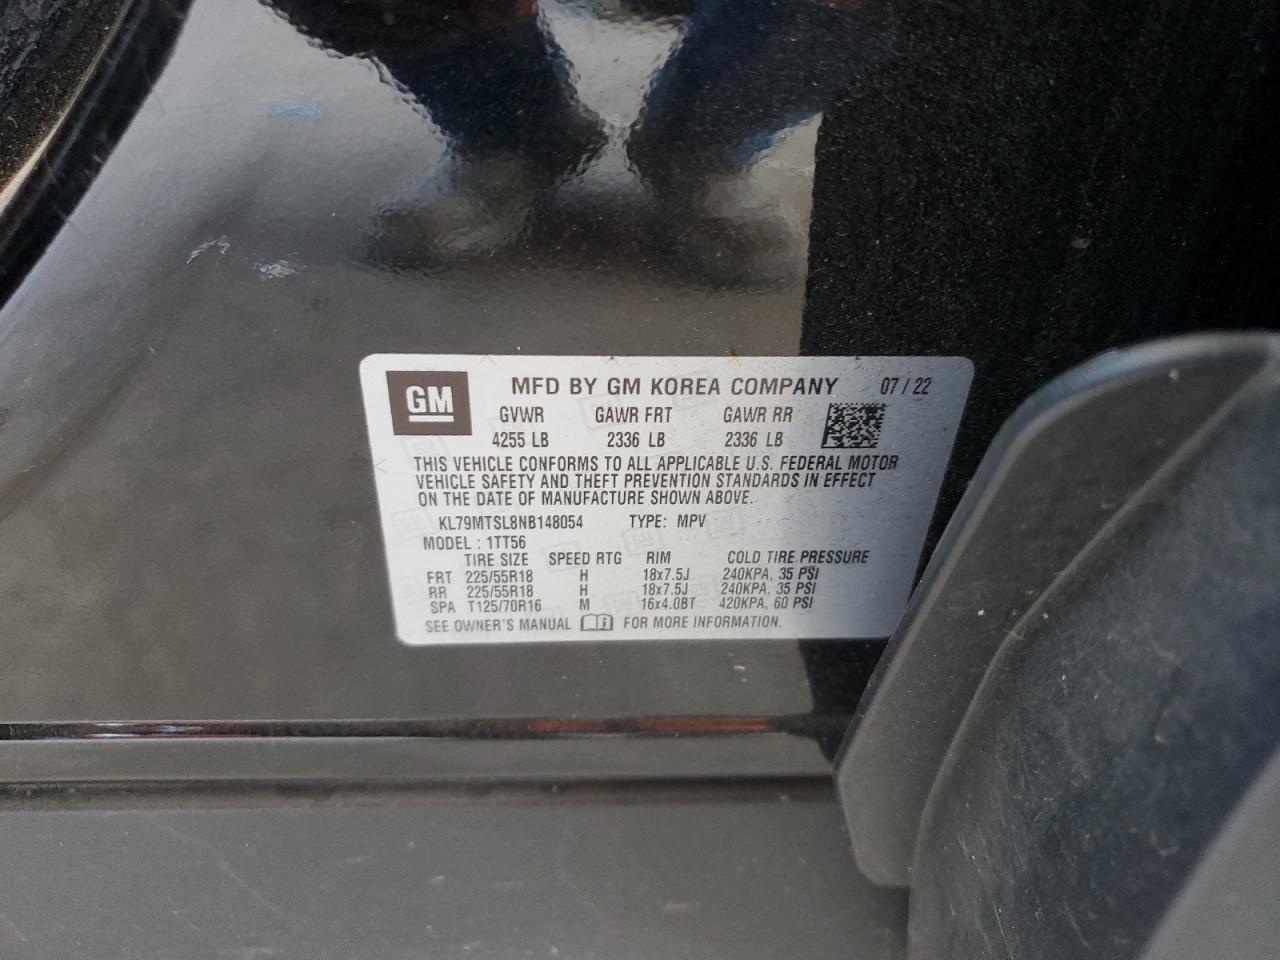 GM MFD BY GM KOREA COMPANY 07 / 22
GVWR GAWR FRT GAWR RR
4255 LB 2336 LB 2336 LB
THIS VEHICLE CONFORMS TO ALL APPLICABLE U.S. FEDERAL MOTOR
VEHICLE SAFETY AND THEFT PREVENTION STANDARDS IN EFFECT
ON THE DATE OF MANUFACTURE SHOWN ABOVE.
KL79MTSL8NB148054 TYPE: MPV
MODEL : 1TT56
TIRE SIZE SPEED RTG RIM COLD TIRE PRESSURE
FRT 225/55R18 H 18x7.5J 240KPA, 35 PSI
RR 225/55R18 H 18x7.5J 240KPA, 35 PSI
SPA T125/70R16 M 16x4.0BT 420KPA, 60 PSI
SEE OWNER'S MANUAL FOR MORE INFORMATION.